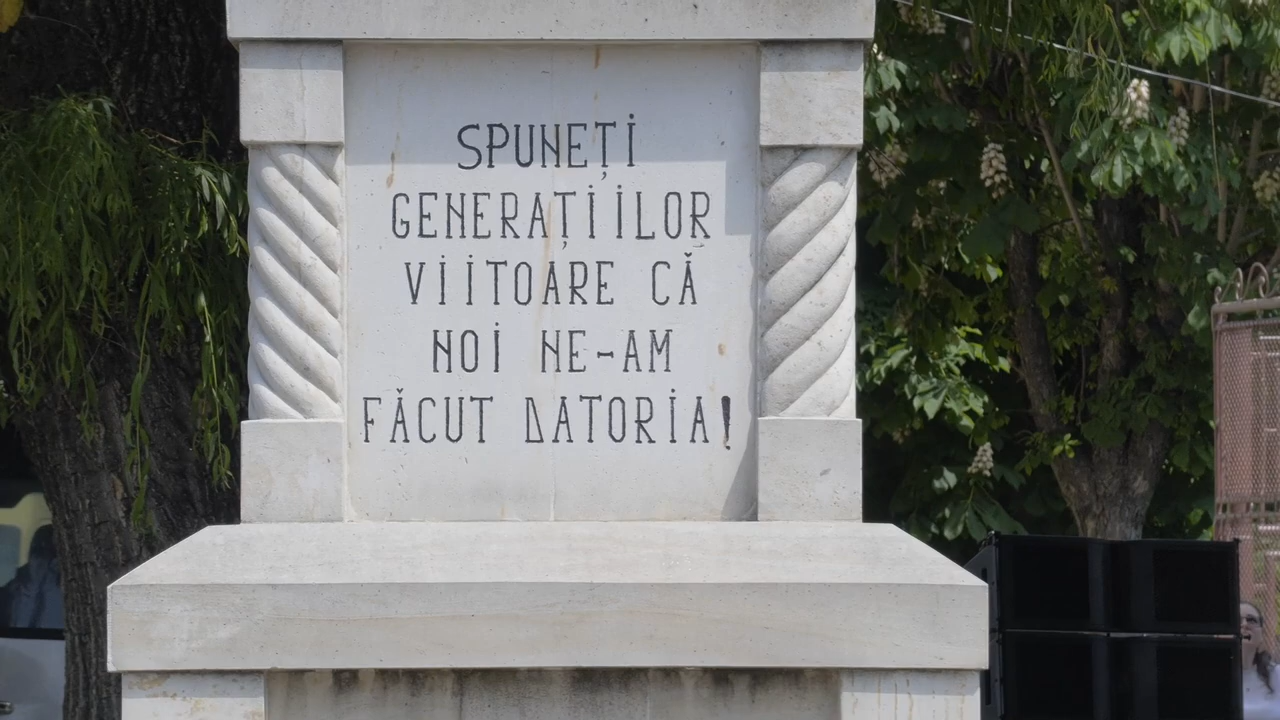 SPUNEȚI
GENERAȚIILOR
VIITOARE CĂ
NOI NE-AM
FĂCUT DATORIA!